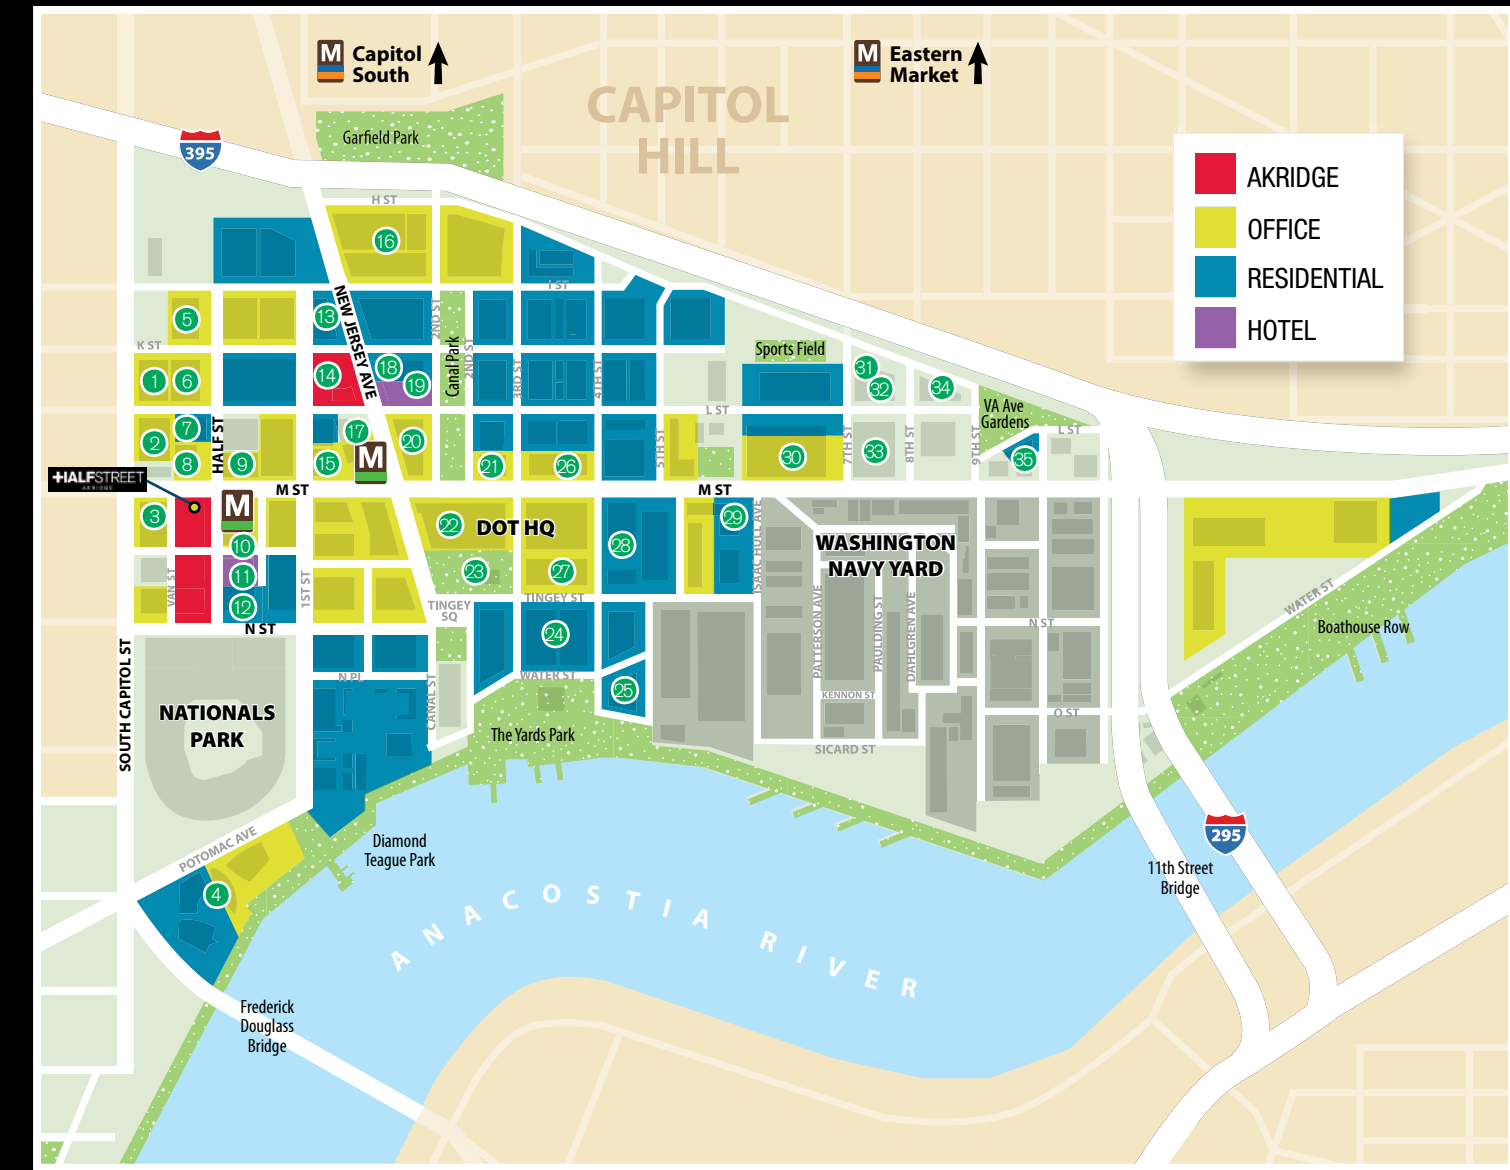 M Capitol
South
M Eastern
Market
CAPITOL
HILL
Garfield Park
395
AKRIDGE
OFFICE
RESIDENTIAL
HOTEL
H ST
16
I ST
NEW JERSEY AVE
2ND ST
5
13
K ST
Canal Park
2ND ST
3RD ST
4TH ST
Sports Field
1
6
14
18
19
31
32
34
L ST
VA Ave
Gardens
L ST
2
7
8
HALF ST
9
15
17
M
20
21
26
5TH ST
30
7TH ST
33
8TH ST
9TH ST
35
HALFSTREET
AKRIDGE
M ST
M ST
3
M
10
11
12
VAN ST
1ST ST
N ST
22
DOT HQ
23
27
28
29
ISAAC HULL AVE
WASHINGTON
NAVY YARD
TINGEY
SQ
TINGEY ST
24
WATER ST
25
PATTERSON AVE
PAULDING ST
DAHLGREN AVE
KENNON ST
SICARD ST
N ST
O ST
WATER ST
Boathouse Row
SOUTH CAPITOL ST
NATIONALS
PARK
N PL
CANAL ST
The Yards Park
POTOMAC AVE
4
Diamond
Teague Park
295
11th Street
Bridge
ANACOSTIA RIVER
Frederick
Douglass
Bridge